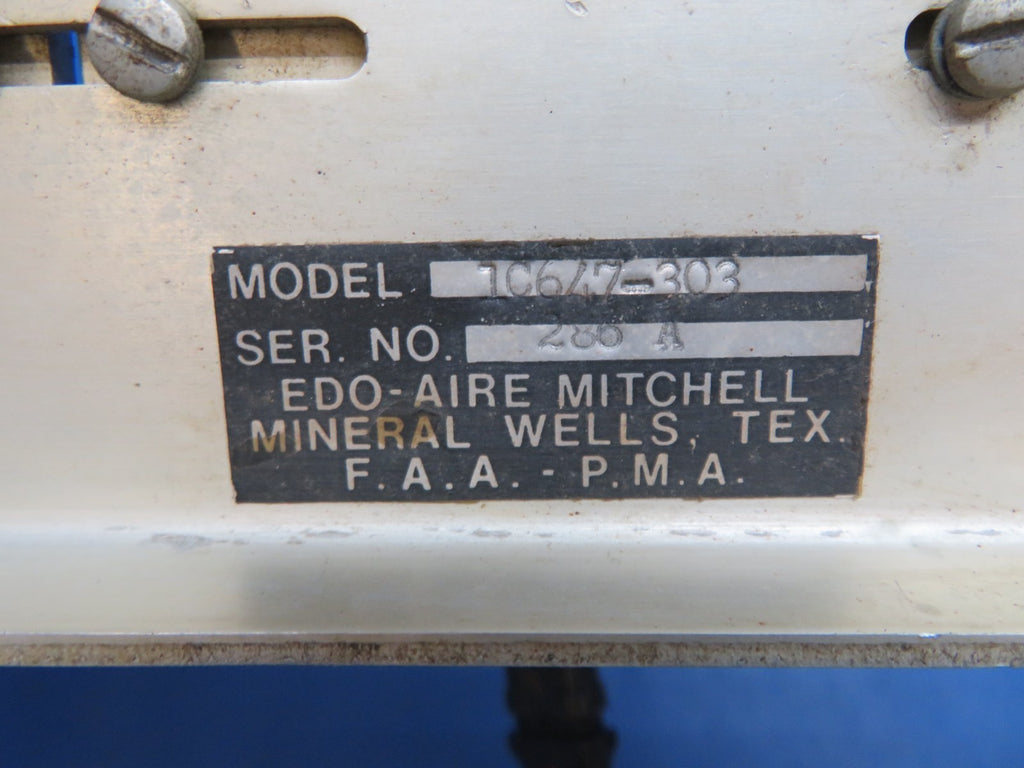 MODEL 1C647-303
SER. NO. 286 A
EDO-AIRE MITCHELL
MINERAL WELLS, TEX.
F.A.A. - P.M.A.